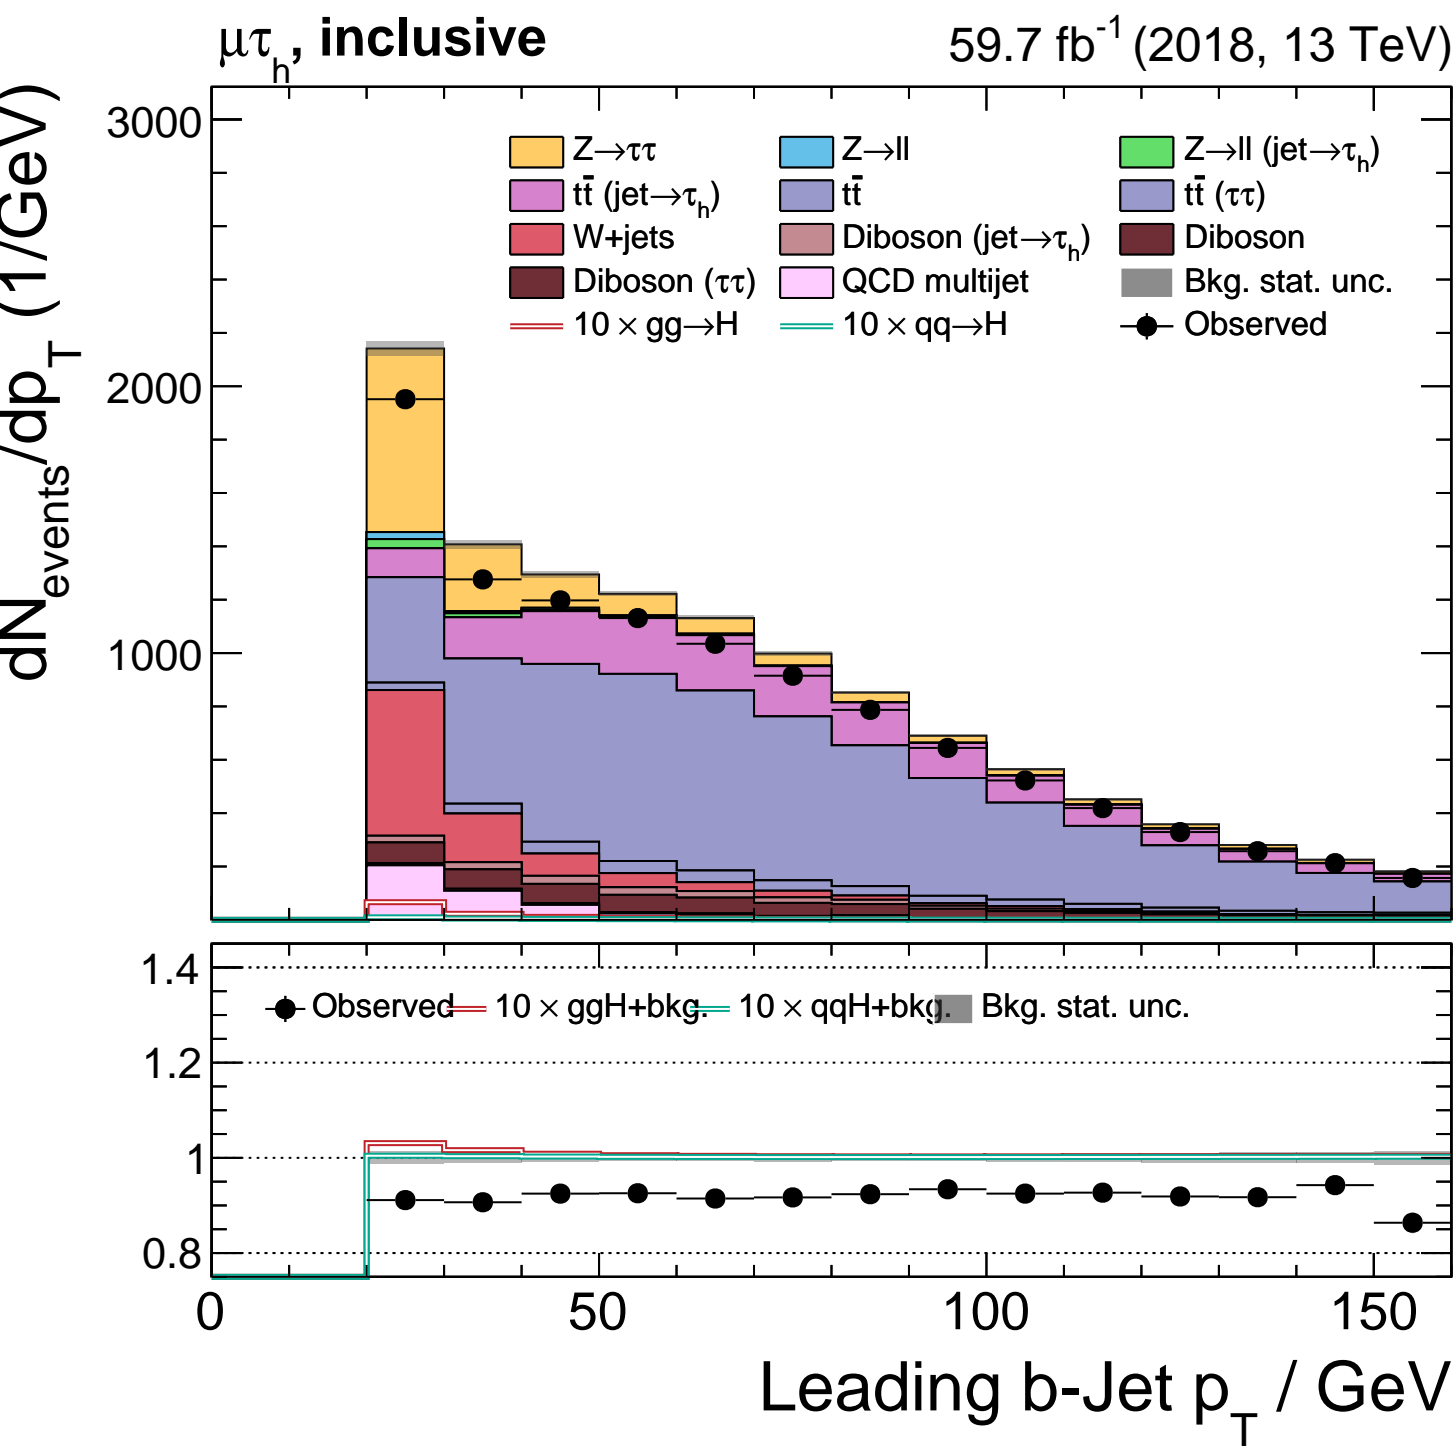 μτh, inclusive
59.7 fb-1 (2018, 13 TeV)
dNevents/dpT (1/GeV)
3000
2000
1000
Z→ττ Z→ll Z→ll (jet→τh)
tt̄ (jet→τh) tt̄ tt̄ (ττ)
W+jets Diboson (jet→τh) Diboson
Diboson (ττ) QCD multijet Bkg. stat. unc.
10 × gg→H 10 × qq→H Observed
1.4
1.2
1
0.8
Observed 10 × ggH+bkg. 10 × qqH+bkg. Bkg. stat. unc.
0 50 100 150
Leading b-Jet pT / GeV